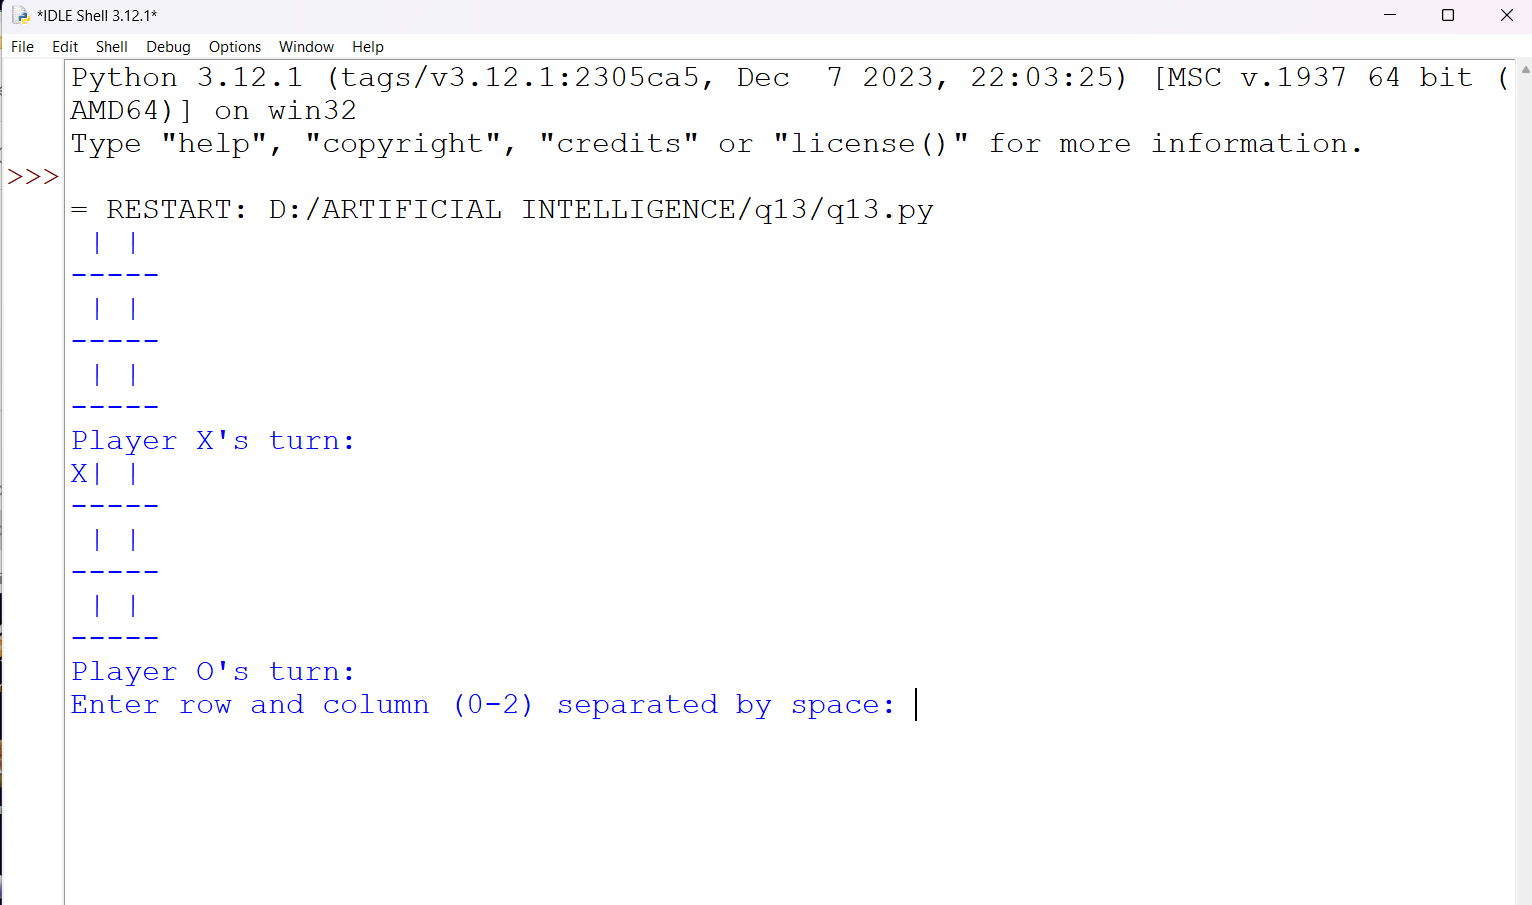 *IDLE Shell 3.12.1*
File Edit Shell Debug Options Window Help
Python 3.12.1 (tags/v3.12.1:2305ca5, Dec  7 2023, 22:03:25) [MSC v.1937 64 bit (
AMD64)] on win32
Type "help", "copyright", "credits" or "license()" for more information.
>>>
= RESTART: D:/ARTIFICIAL INTELLIGENCE/q13/q13.py
 | | 
-----
 | | 
-----
 | | 
-----
Player X's turn:
X| | 
-----
 | | 
-----
 | | 
-----
Player O's turn:
Enter row and column (0-2) separated by space: